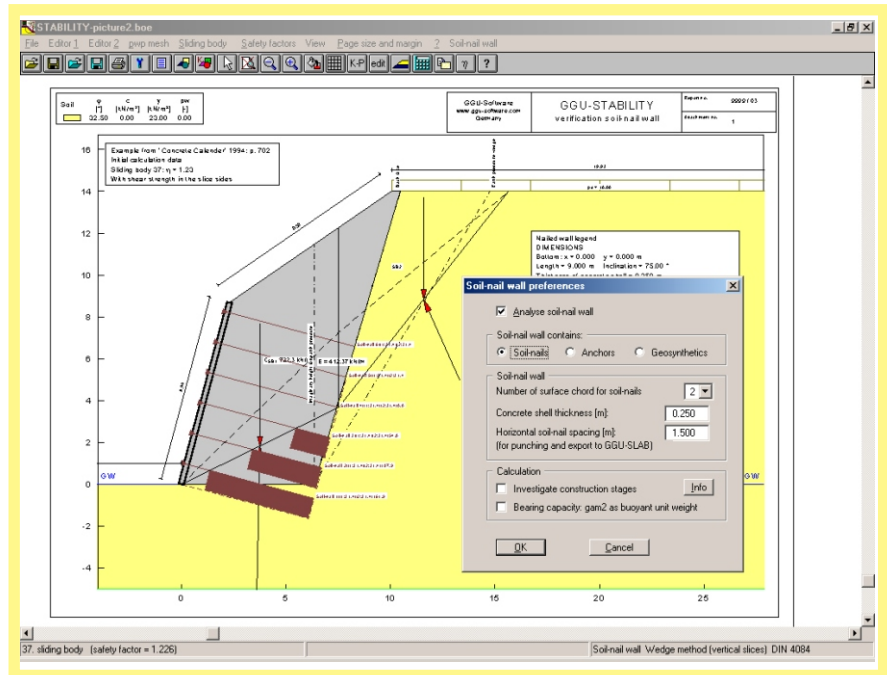 STABILITY-picture2.boe
File Editor 1 Editor 2 pwp mesh Sliding body Safety factors View Page size and margin ? Soil-nail wall
K-P edit η ?
Soil φ c γ pw
[°] [kN/m²] [kN/m³] [-]
32.50 0.00 23.00 0.00
GGU-Software
www.ggu-software.com
Germany
GGU-STABILITY
verification soil-nail wall
Report no. 9999/03
1
Example from "Concrete Calender" 1994: p. 702
Initial calculation data
Sliding body 37: η = 1.23
With shear strength in the slice sides
16
14
12
10
8
6
4
2
0
-2
-4
GW
GW
E = 412.37 kN/m
Nailed wall legend
DIMENSIONS
Bottom: x = 0.000 y = 0.000 m
Length = 9.000 m Inclination = 75.00 °
Soil-nail wall preferences
Analyse soil-nail wall
Soil-nail wall contains:
Soil-nails Anchors Geosynthetics
Soil-nail wall
Number of surface chord for soil-nails 2
Concrete shell thickness [m]: 0.250
Horizontal soil-nail spacing [m]: 1.500
(for punching and export to GGU-SLAB)
Calculation
Investigate construction stages Info
Bearing capacity: gam2 as buoyant unit weight
OK Cancel
0 5 10 15 20 25
37. sliding body (safety factor = 1.226) Soil-nail wall Wedge method (vertical slices) DIN 4084